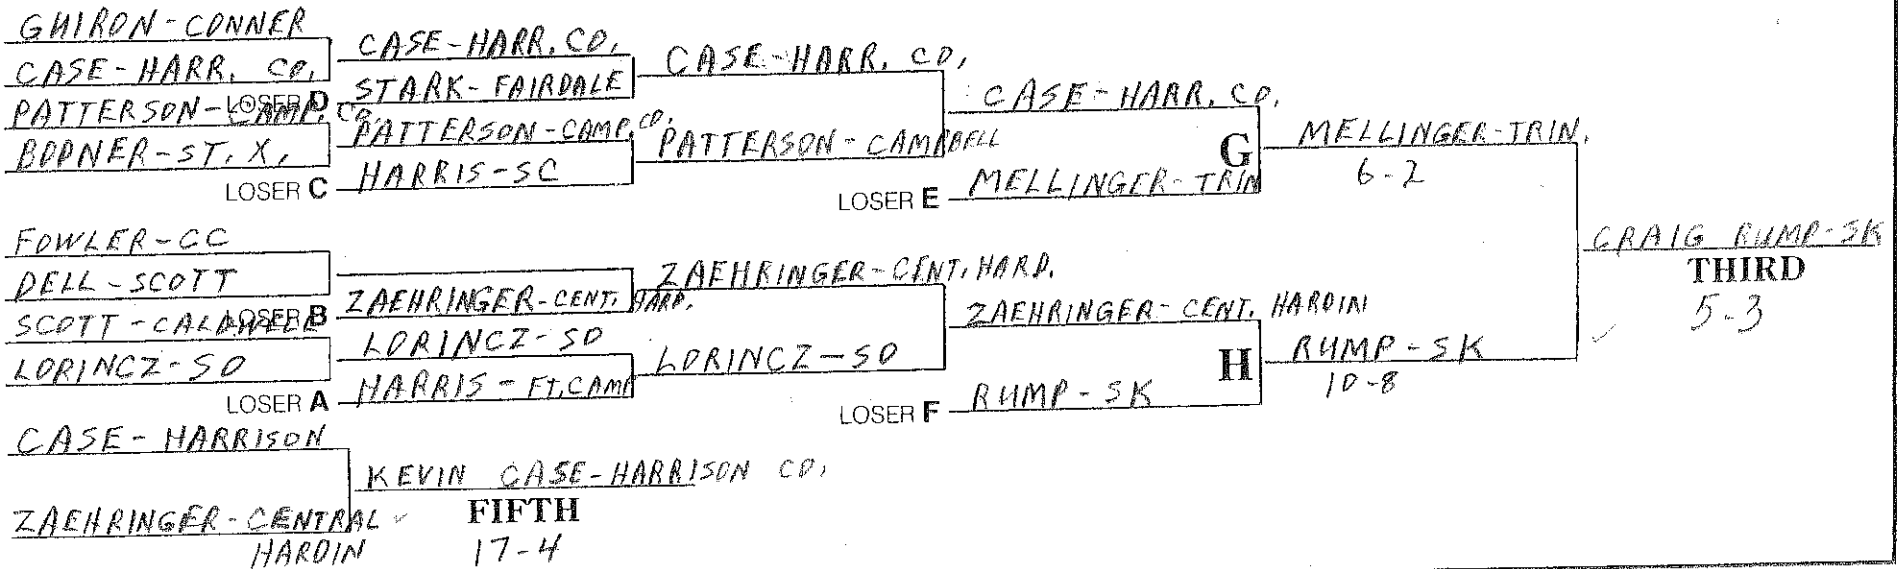 GHIRON-CONNER
CASE-HARR. CO.
CASE-HARR. CO.
CASE-HARR. CO,
STARK-FAIRDALE
LOSER D
PATTERSON-CAMP. CO.
CASE-HARR. CO.
PATTERSON-CAMP. CO.
BOPNER-ST. X,
PATTERSON-CAMPBELL
G
MELLINGER-TRIN.
6-2
HARRIS-SC
LOSER C
LOSER E
MELLINGER-TRIN
FOWLER-CC
CRAIG RUMP-SK
THIRD
5-3
DELL-SCOTT
ZAEHRINGER-CENT. HARD.
LOSER B
ZAEHRINGER-CENT. HARD.
SCOTT-CALDWELL
ZAEHRINGER-CENT. HARDIN
LORINCZ-SO
LORINCZ-SO
LORINCZ-SO
H
RUMP-SK
10-8
HARRIS-FT. CAMP
LOSER A
LOSER F
RUMP-SK
CASE-HARRISON
KEVIN CASE-HARRISON CO,
FIFTH
17-4
ZAEHRINGER-CENTRAL
HARDIN